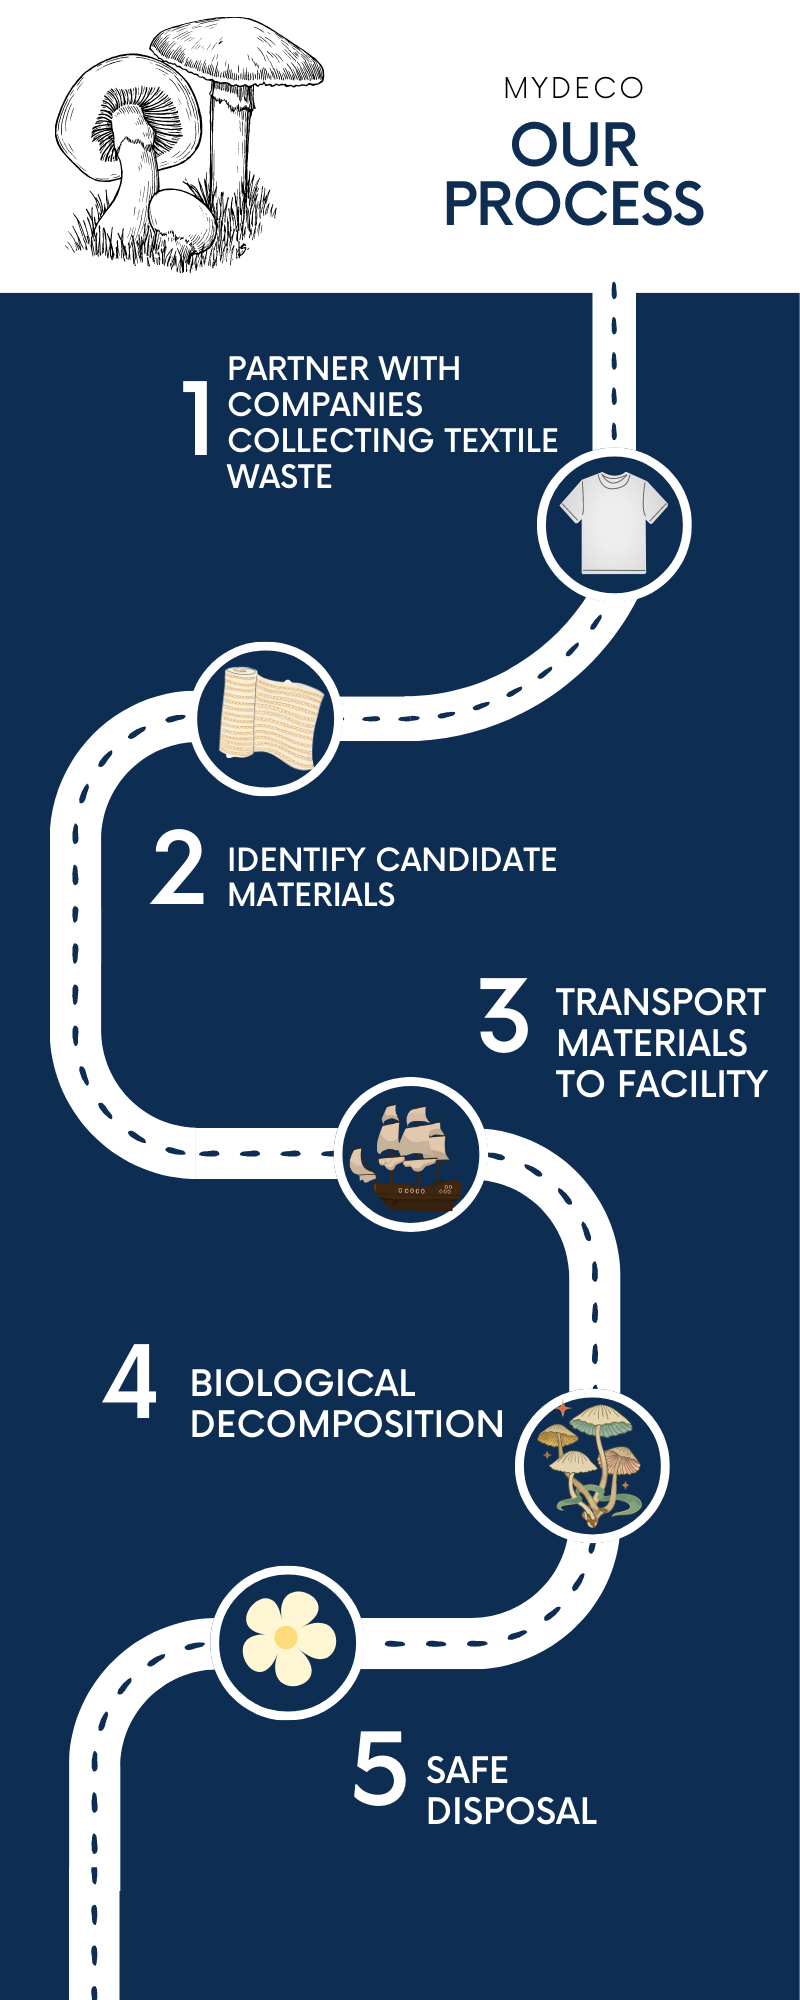 MYDECO
OUR
PROCESS
1
PARTNER WITH
COMPANIES
COLLECTING TEXTILE
WASTE
2
IDENTIFY CANDIDATE
MATERIALS
3
TRANSPORT
MATERIALS
TO FACILITY
4
BIOLOGICAL
DECOMPOSITION
5
SAFE
DISPOSAL